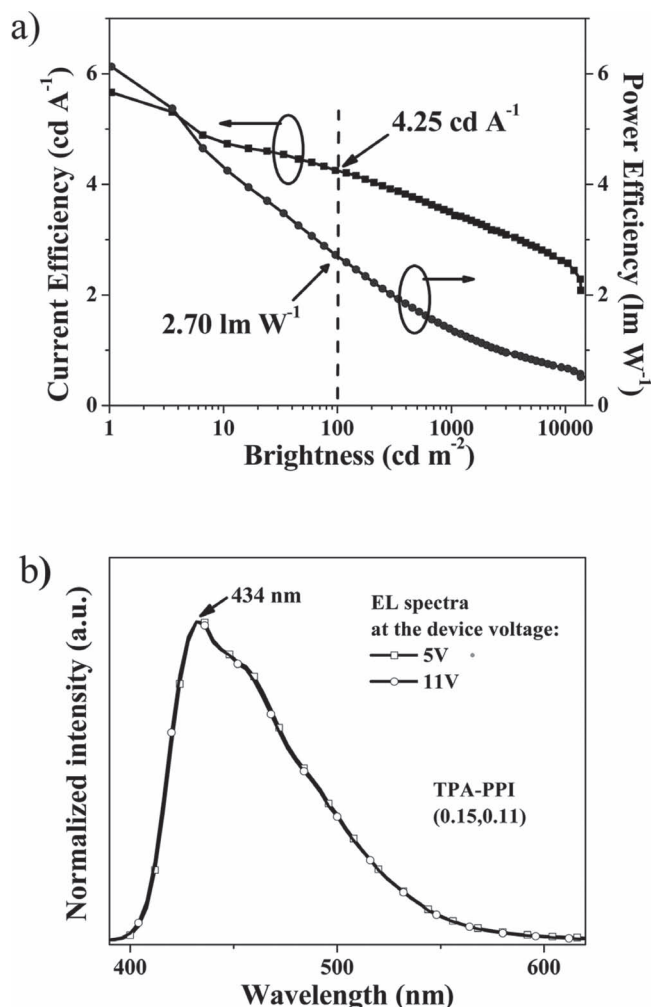 a)
Current Efficiency (cd A⁻¹)
6
4
2
0
4.25 cd A⁻¹
2.70 lm W⁻¹
6
4
2
0
Power Efficiency (lm W⁻¹)
1 10 100 1000 10000
Brightness (cd m⁻²)
b)
Normalized intensity (a.u.)
434 nm
EL spectra
at the device voltage:
5V
11V
TPA-PPI
(0.15,0.11)
400 500 600
Wavelength (nm)